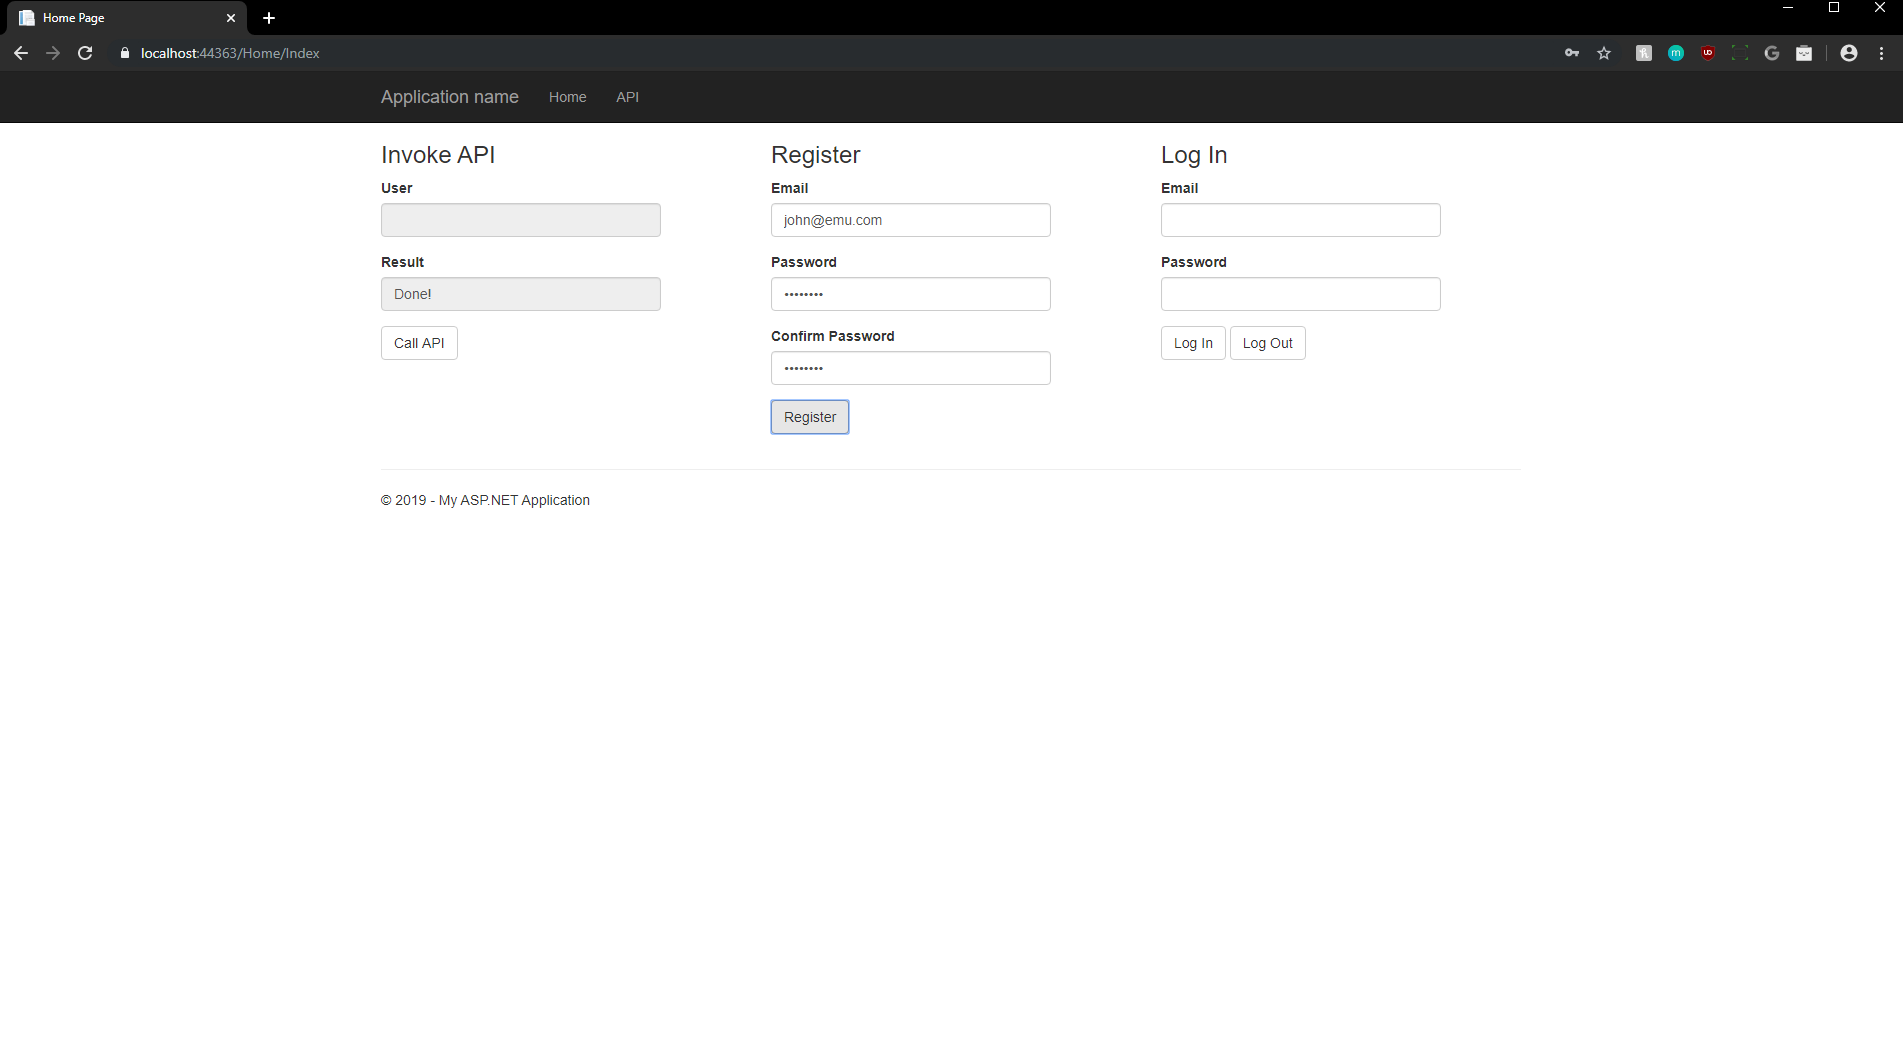 Home Page
localhost:44363/Home/Index
Application name Home API
Invoke API
User
Result
Done!
Call API
Register
Email
john@emu.com
Password
••••••••
Confirm Password
••••••••
Register
Log In
Email
Password
Log In Log Out
© 2019 - My ASP.NET Application